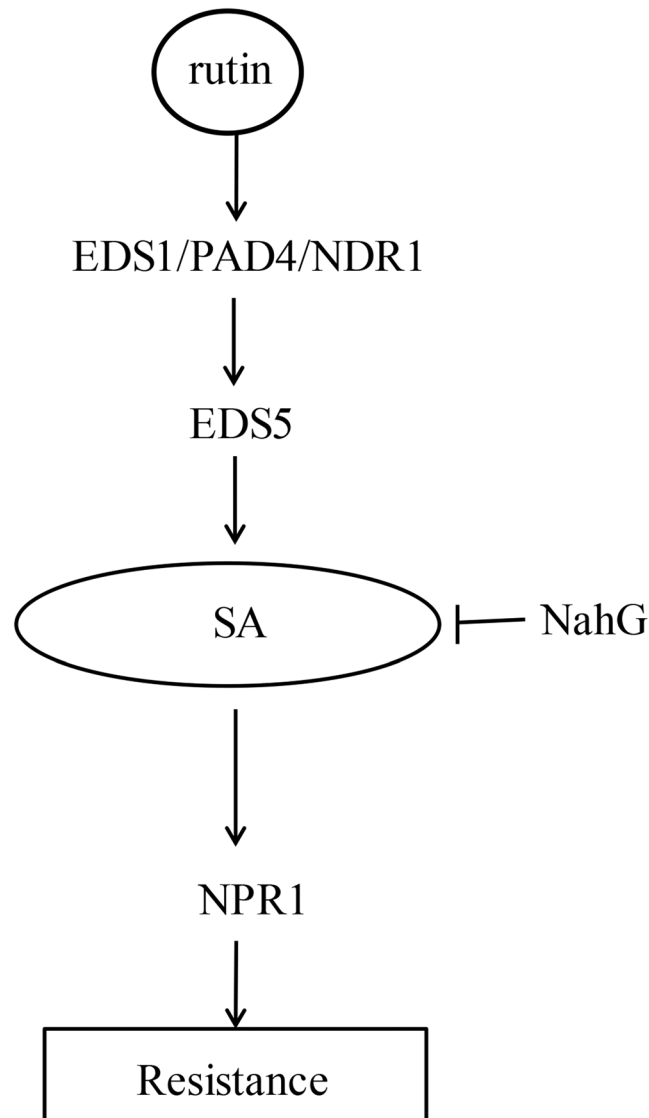 rutin
EDS1/PAD4/NDR1
EDS5
SA
NahG
NPR1
Resistance